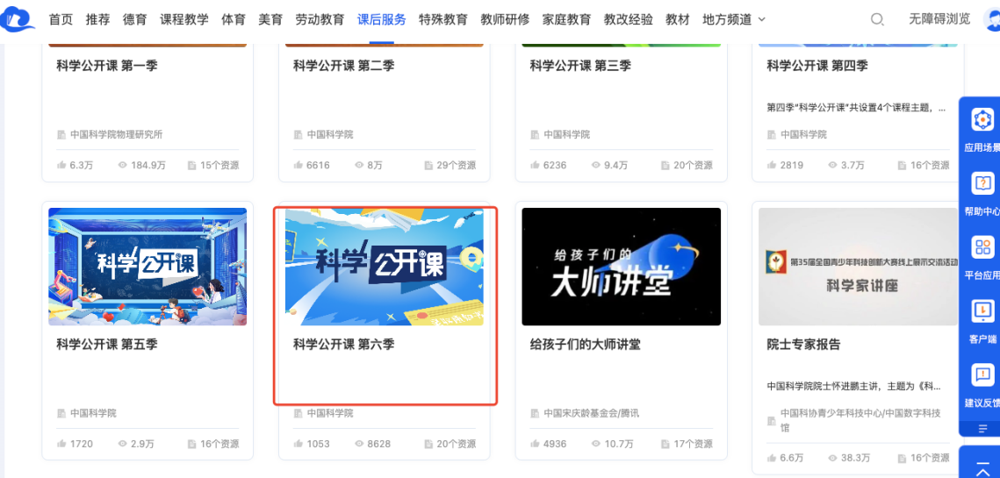 首页 推荐 德育 课程教学 体育 美育 劳动教育 课后服务 特殊教育 教师研修 家庭教育 教改经验 教材 地方频道 无障碍浏览
科学公开课 第一季
中国科学院物理研究所
6.3万 184.9万 15个资源
科学公开课 第二季
中国科学院
6616 8万 29个资源
科学公开课 第三季
中国科学院
6236 9.4万 20个资源
科学公开课 第四季
第四季“科学公开课”共设置4个课程主题，...
中国科学院
2819 3.7万 16个资源
科学公开课
科学公开课 第五季
中国科学院
1720 2.9万 16个资源
科学公开课
科学公开课 第六季
中国科学院
1053 8628 20个资源
给孩子们的
大师讲堂
给孩子们的大师讲堂
中国宋庆龄基金会/腾讯
4936 10.7万 17个资源
第35届全国青少年科技创新大赛线上展示交流活动
科学家讲座
院士专家报告
中国科学院院士怀进鹏主讲，主题为《科...
中国科协青少年科技中心/中国数字科技
馆
6.6万 38.3万 16个资源
应用场景
帮助中心
平台应用
客户端
建议反馈